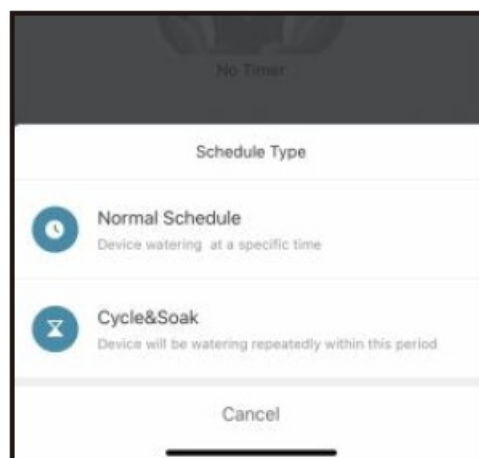 No Timer
Schedule Type
Normal Schedule
Device watering at a specific time
Cycle&Soak
Device will be watering repeatedly within this period
Cancel